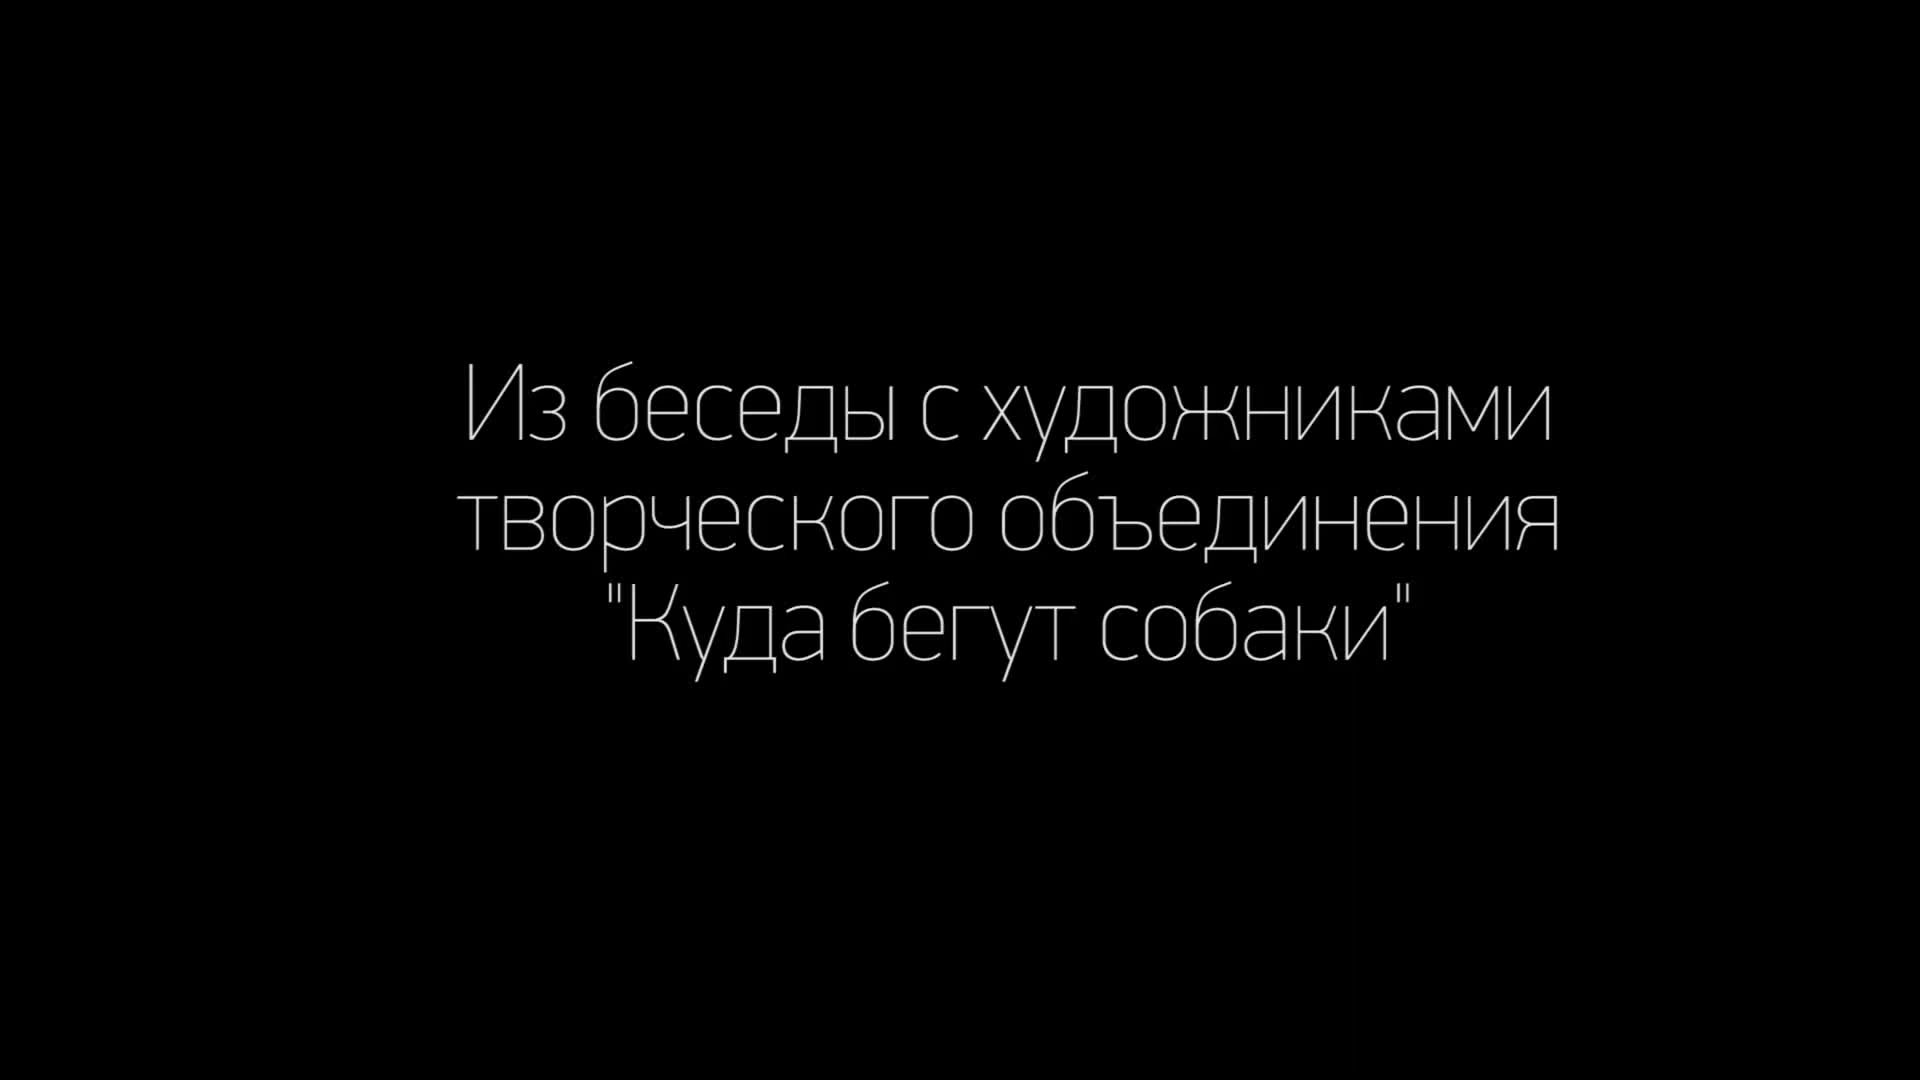 Из беседы с художниками
творческого объединения
"Куда бегут собаки"